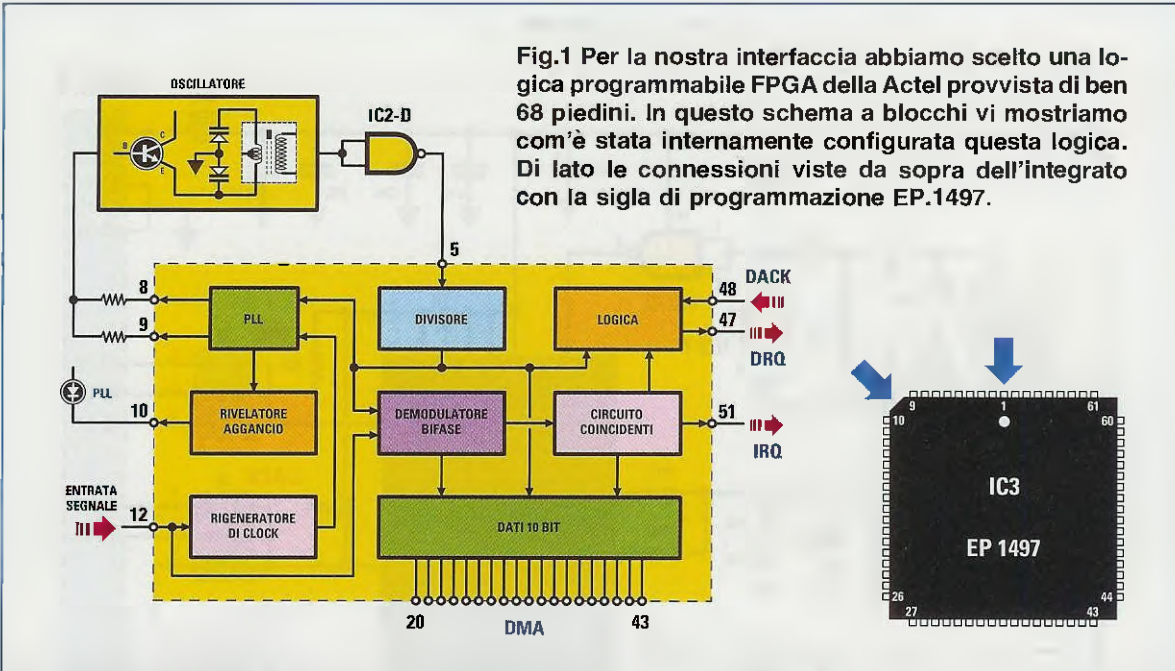 Fig.1 Per la nostra interfaccia abbiamo scelto una lo-
gica programmabile FPGA della Actel provvista di ben
68 piedini. In questo schema a blocchi vi mostriamo
com'è stata internamente configurata questa logica.
Di lato le connessioni viste da sopra dell'integrato
con la sigla di programmazione EP.1497.
OSCILLATORE
C
B
E
IC2-D
5
8
9
PLL
DIVISORE
LOGICA
48
DACK
47
DRQ
PLL
10
RIVELATORE
AGGANCIO
DEMODULATORE
BIFASE
CIRCUITO
COINCIDENTI
51
IRQ
ENTRATA
SEGNALE
12
RIGENERATORE
DI CLOCK
DATI 10 BIT
20
DMA
43
9
1
61
10
60
IC3
EP 1497
26
44
27
43